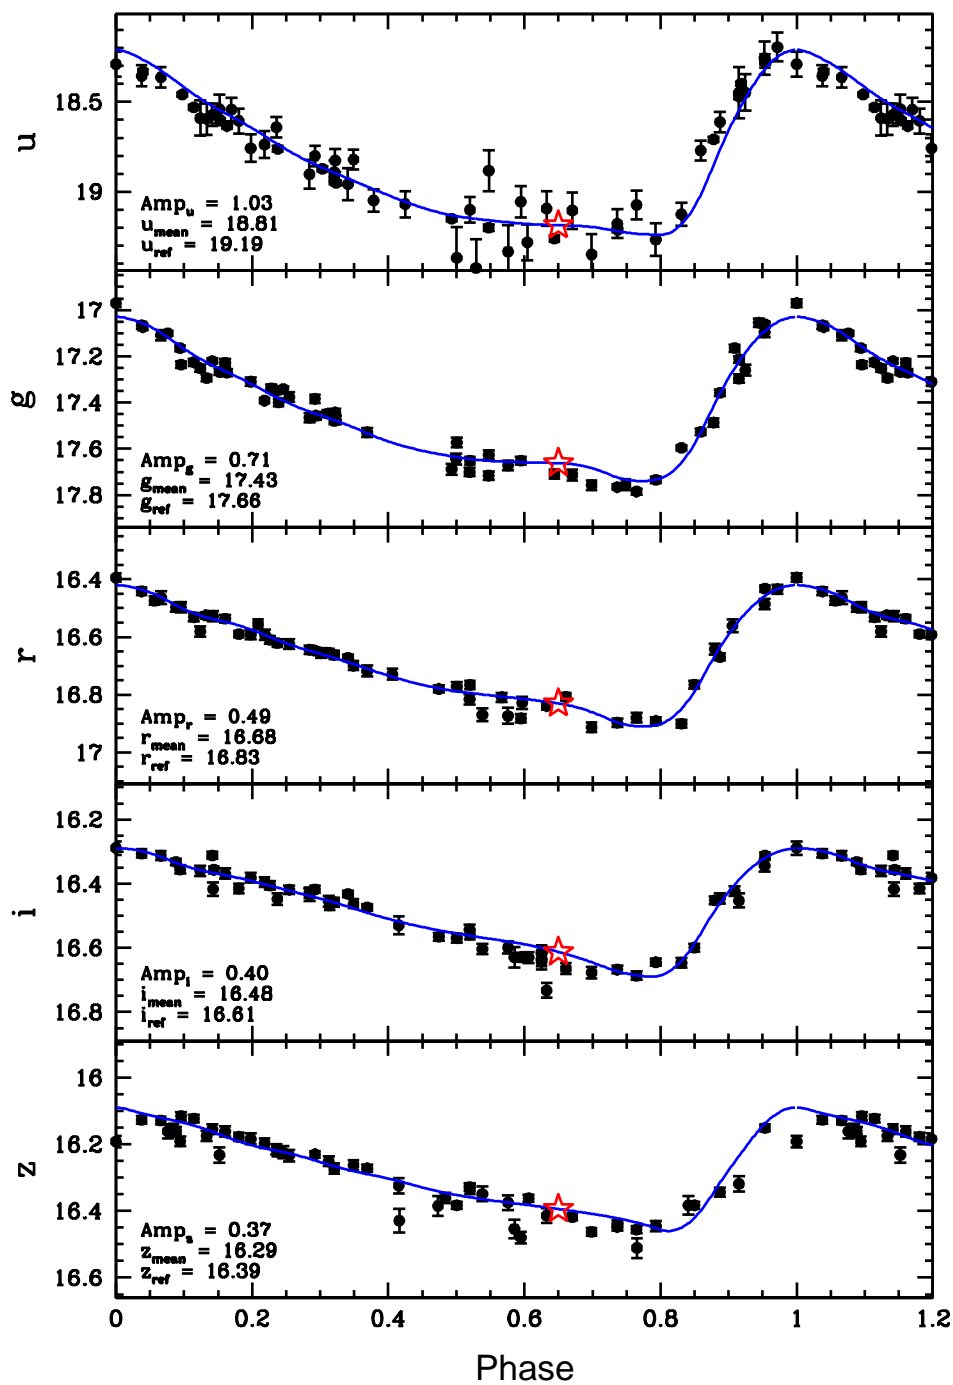 u
18.5
19
Amp_u = 1.03
u_mean = 18.81
u_ref = 19.19
g
17
17.2
17.4
17.6
17.8
Amp_g = 0.71
g_mean = 17.43
g_ref = 17.66
r
16.4
16.6
16.8
17
Amp_r = 0.49
r_mean = 16.68
r_ref = 16.83
i
16.2
16.4
16.6
16.8
Amp_i = 0.40
i_mean = 16.48
i_ref = 16.61
z
16
16.2
16.4
16.6
Amp_z = 0.37
z_mean = 16.29
z_ref = 16.39
0 0.2 0.4 0.6 0.8 1 1.2
Phase